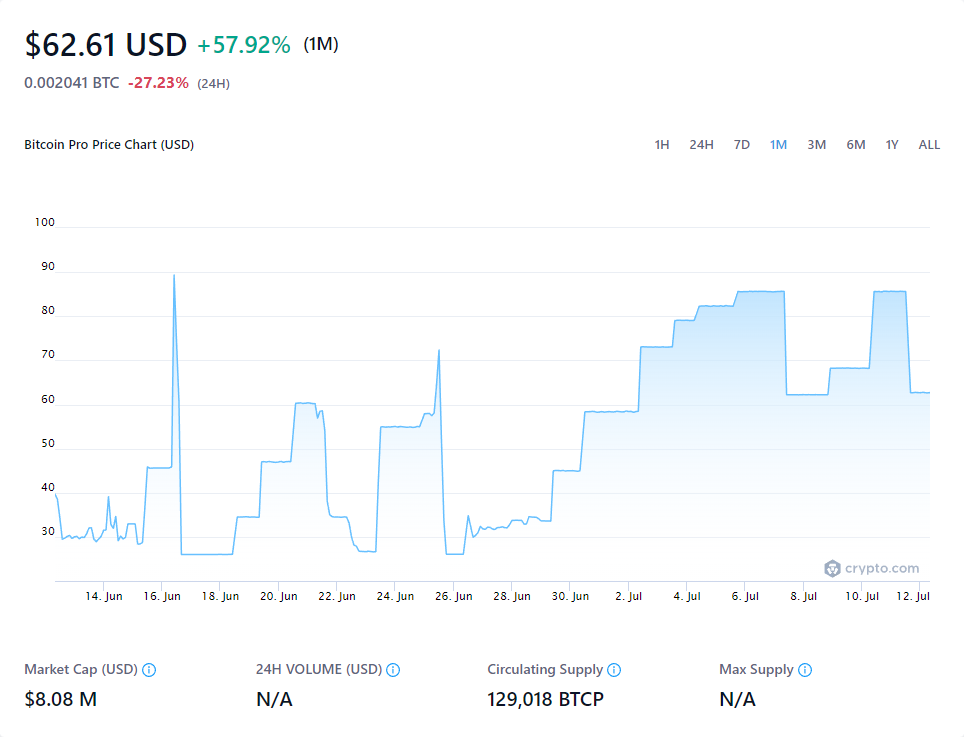 $62.61 USD +57.92% (1M)
0.002041 BTC -27.23% (24H)
Bitcoin Pro Price Chart (USD) 1H 24H 7D 1M 3M 6M 1Y ALL
100
90
80
70
60
50
40
30
crypto.com
14. Jun 16. Jun 18. Jun 20. Jun 22. Jun 24. Jun 26. Jun 28. Jun 30. Jun 2. Jul 4. Jul 6. Jul 8. Jul 10. Jul 12. Jul
Market Cap (USD) 24H VOLUME (USD) Circulating Supply Max Supply
$8.08 M N/A 129,018 BTCP N/A